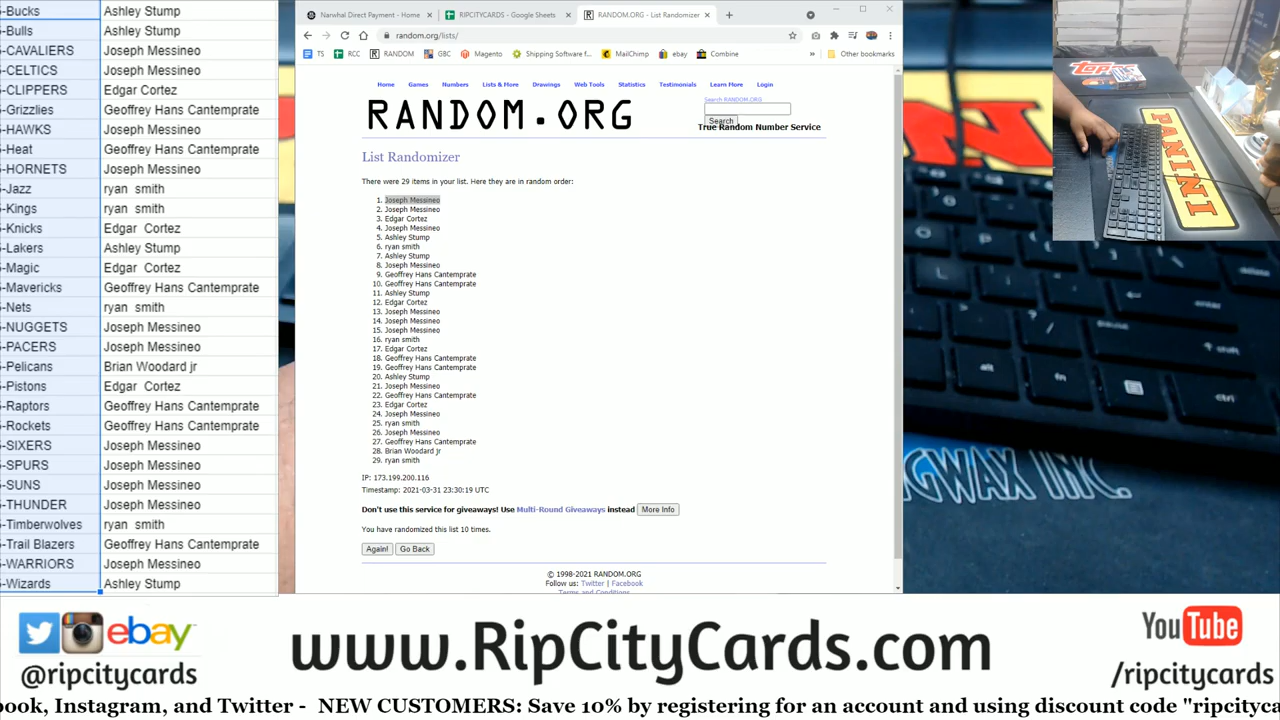 -Bucks Ashley Stump
-Bulls Ashley Stump
-CAVALIERS Joseph Messineo
-CELTICS Joseph Messineo
-CLIPPERS Edgar Cortez
Geoffrey Hans Cantemprate
-HAWKS Joseph Messineo
-Heat Geoffrey Hans Cantemprate
-HORNETS Joseph Messineo
-Jazz ryan smith
-Kings ryan smith
-Knicks Edgar Cortez
-Lakers Ashley Stump
-Magic Edgar Cortez
-Mavericks Geoffrey Hans Cantemprate
-Nets ryan smith
-NUGGETS Joseph Messineo
-PACERS Joseph Messineo
-Pelicans Brian Woodard jr
-Pistons Edgar Cortez
-Raptors Geoffrey Hans Cantemprate
-Rockets Geoffrey Hans Cantemprate
-SIXERS Joseph Messineo
-SPURS Joseph Messineo
-SUNS Joseph Messineo
-THUNDER Joseph Messineo
-Timberwolves ryan smith
-Trail Blazers Geoffrey Hans Cantemprate
-WARRIORS Joseph Messineo
-Wizards Ashley Stump
Narwhal Direct Payment - Home RIPCITYCARDS - Google Sheets RANDOM.ORG - List Randomizer
random.org/lists/
TS RCC RANDOM GBC Magento Shipping Software f... MailChimp ebay Combine » Other bookmarks
Home Games Numbers Lists & More Drawings Web Tools Statistics Testimonials Learn More Login
RANDOM.ORG
Search RANDOM.ORG
Search
True Random Number Service
List Randomizer
There were 29 items in your list. Here they are in random order:
1. Joseph Messineo
2. Joseph Messineo
3. Edgar Cortez
4. Joseph Messineo
5. Ashley Stump
6. ryan smith
7. Ashley Stump
8. Joseph Messineo
9. Geoffrey Hans Cantemprate
10. Geoffrey Hans Cantemprate
11. Ashley Stump
12. Edgar Cortez
13. Joseph Messineo
14. Joseph Messineo
15. Joseph Messineo
16. ryan smith
17. Edgar Cortez
18. Geoffrey Hans Cantemprate
19. Geoffrey Hans Cantemprate
20. Ashley Stump
21. Joseph Messineo
22. Geoffrey Hans Cantemprate
23. Edgar Cortez
24. Joseph Messineo
25. ryan smith
26. Joseph Messineo
27. Geoffrey Hans Cantemprate
28. Brian Woodard jr
29. ryan smith
IP: 173.199.200.116
Timestamp: 2021-03-31 23:30:19 UTC
Don't use this service for giveaways! Use Multi-Round Giveaways instead More Info
You have randomized this list 10 times.
Again! Go Back
© 1998-2021 RANDOM.ORG
Follow us: Twitter | Facebook
Terms and Conditions
Topps
PANINI
alt
GWAX INC.
ebay
@ripcitycards
www.RipCityCards.com
YouTube
/ripcitycards
book, Instagram, and Twitter - NEW CUSTOMERS: Save 10% by registering for an account and using discount code "ripcityca